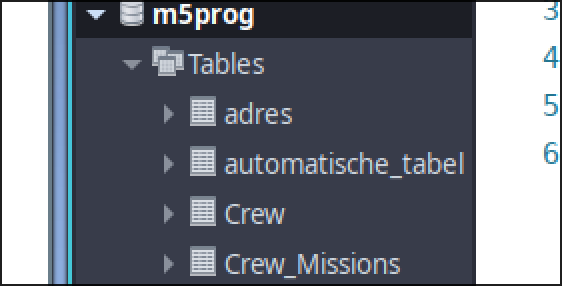 m5prog
Tables
adres
automatische_tabel
Crew
Crew_Missions
3
4
5
6